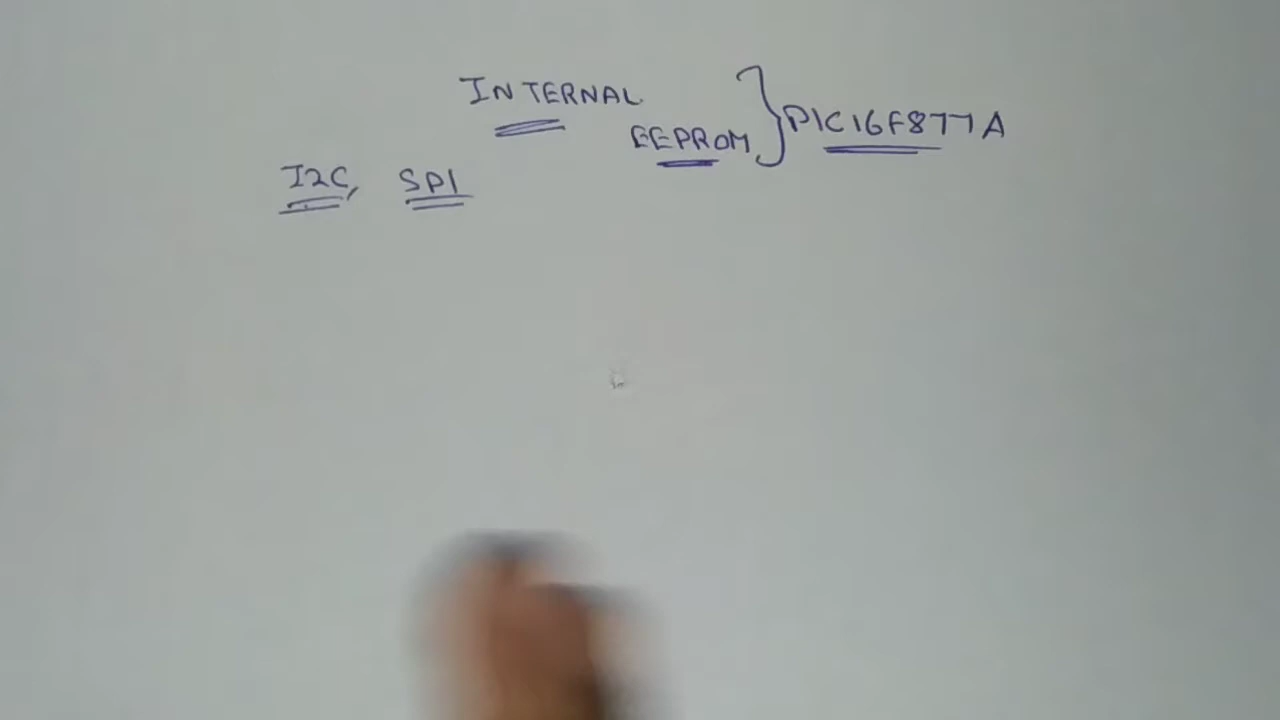 INTERNAL
EEPROM } PIC16F877A
I2C, SPI